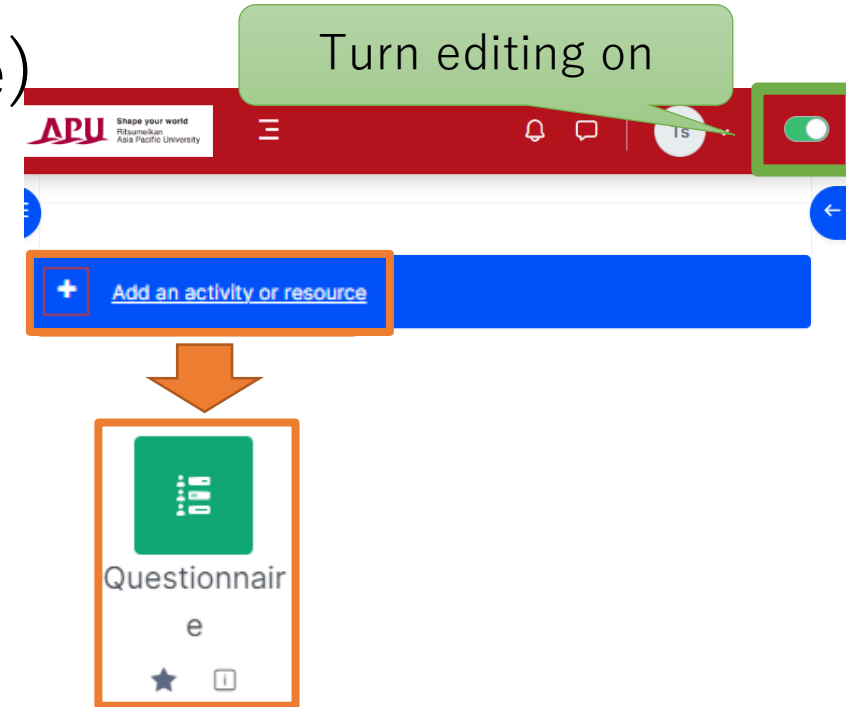 e)
Turn editing on
APU
Shape your world
Ritsumeikan
Asia Pacific University
Ts
Add an activity or resource
Questionnair
e